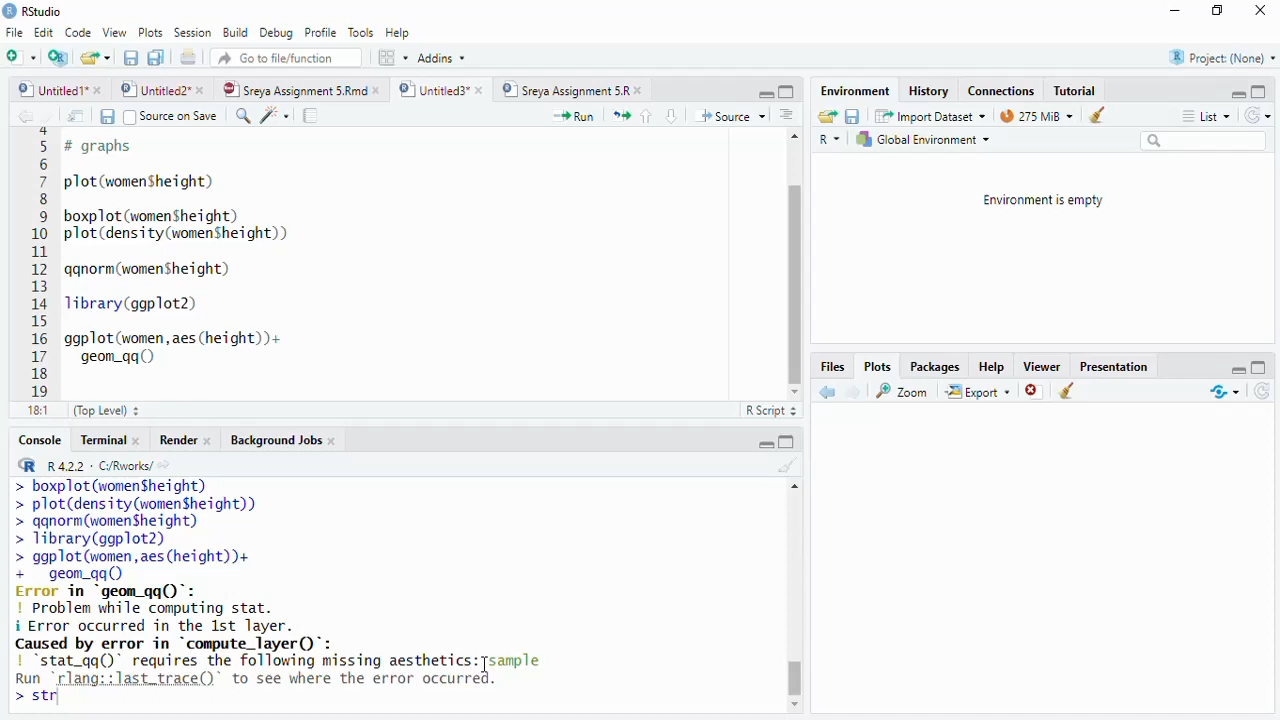 RStudio
File Edit Code View Plots Session Build Debug Profile Tools Help
Go to file/function Addins Project: (None)
Untitled1* Untitled2* Sreya Assignment 5.Rmd Untitled3* Sreya Assignment 5.R
Source on Save Run Source
4
5 # graphs
6
7 plot(women$height)
8
9 boxplot(women$height)
10 plot(density(women$height))
11
12 qqnorm(women$height)
13
14 library(ggplot2)
15
16 ggplot(women,aes(height))+
17 geom_qq()
18
19
18:1 (Top Level) R Script
Console Terminal Render Background Jobs
R 4.2.2 · C:/Rworks/
> boxplot(women$height)
> plot(density(women$height))
> qqnorm(women$height)
> library(ggplot2)
> ggplot(women,aes(height))+
+ geom_qq()
Error in `geom_qq()`:
! Problem while computing stat.
i Error occurred in the 1st layer.
Caused by error in `compute_layer()`:
! `stat_qq()` requires the following missing aesthetics: sample
Run `rlang::last_trace()` to see where the error occurred.
> str
Environment History Connections Tutorial
Import Dataset 275 MiB List
R Global Environment
Environment is empty
Files Plots Packages Help Viewer Presentation
Zoom Export